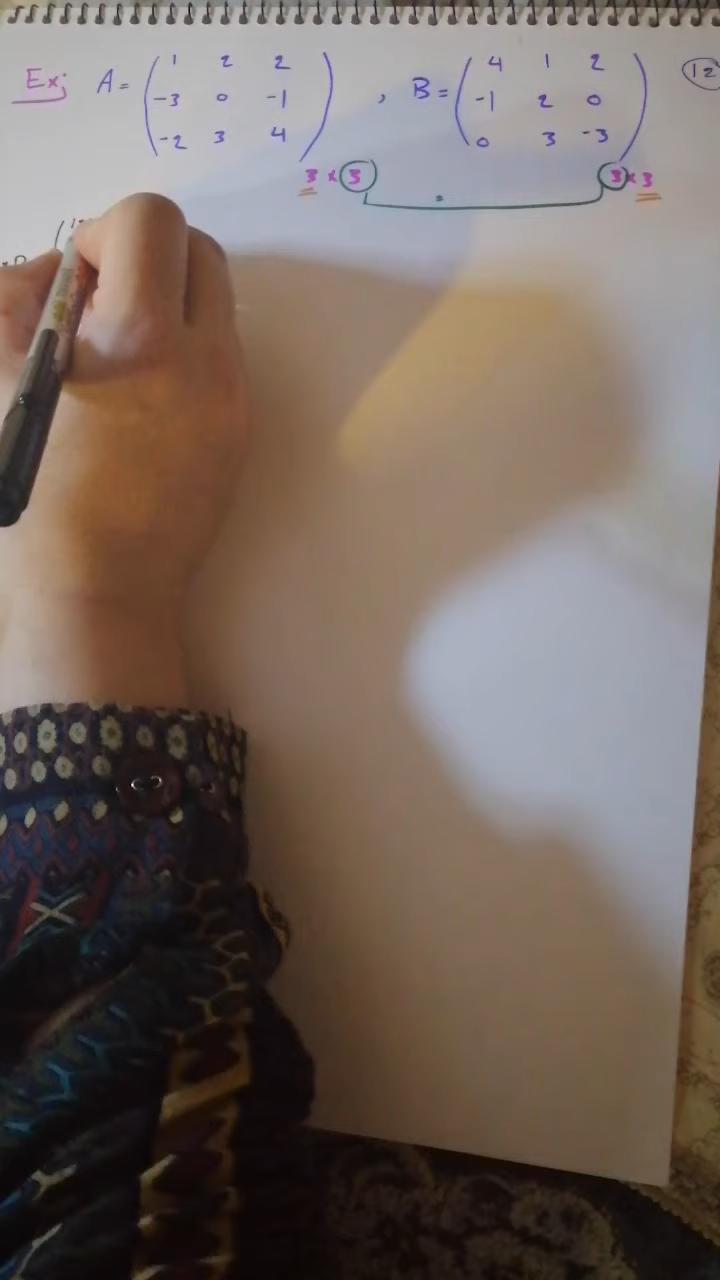 Ex; A = ( 1 2 2 , B = ( 4 1 2 (12
-3 0 -1 -1 2 0
-2 3 4 ) 0 3 -3 )
3 × 3 3 × 3